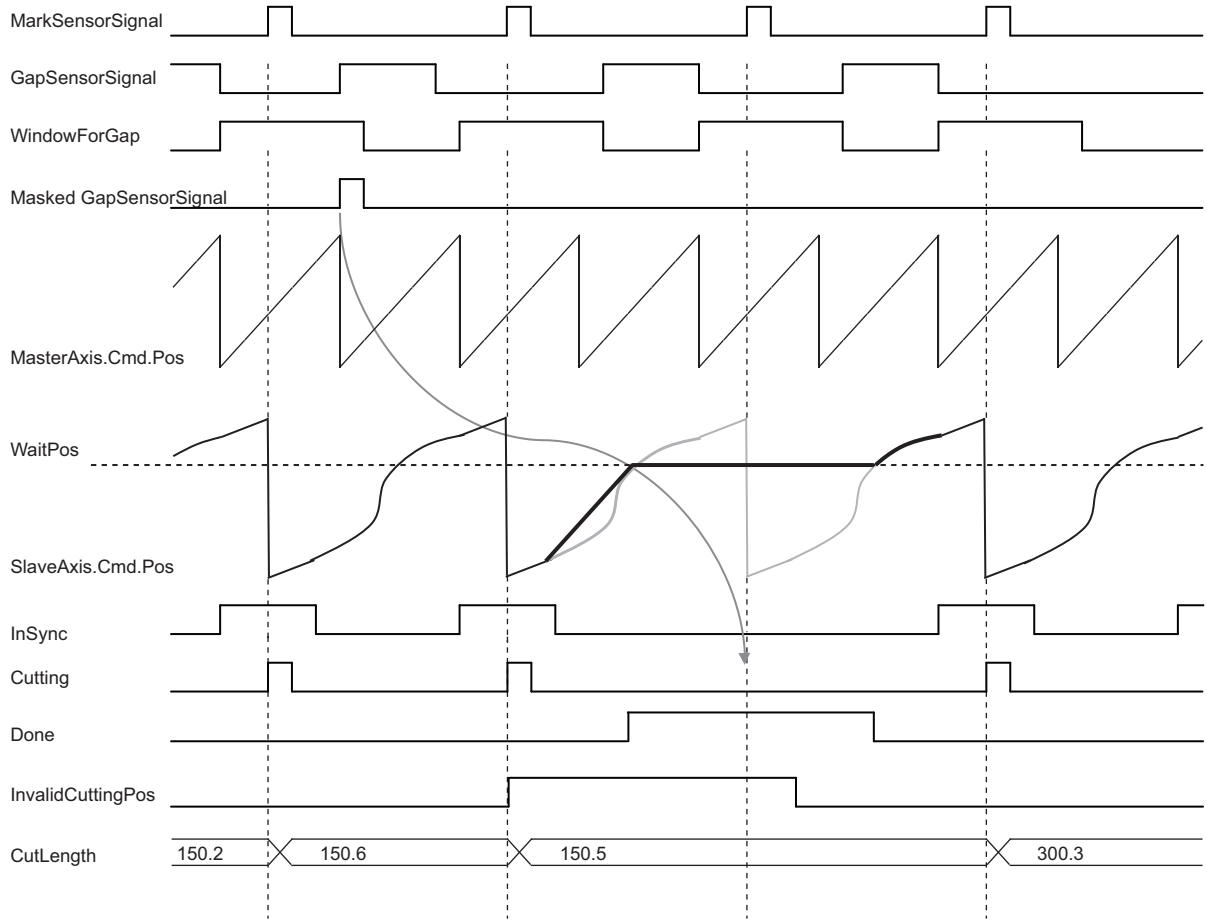 MarkSensorSignal
GapSensorSignal
WindowForGap
Masked GapSensorSignal
MasterAxis.Cmd.Pos
WaitPos
SlaveAxis.Cmd.Pos
InSync
Cutting
Done
InvalidCuttingPos
CutLength 150.2 150.6 150.5 300.3